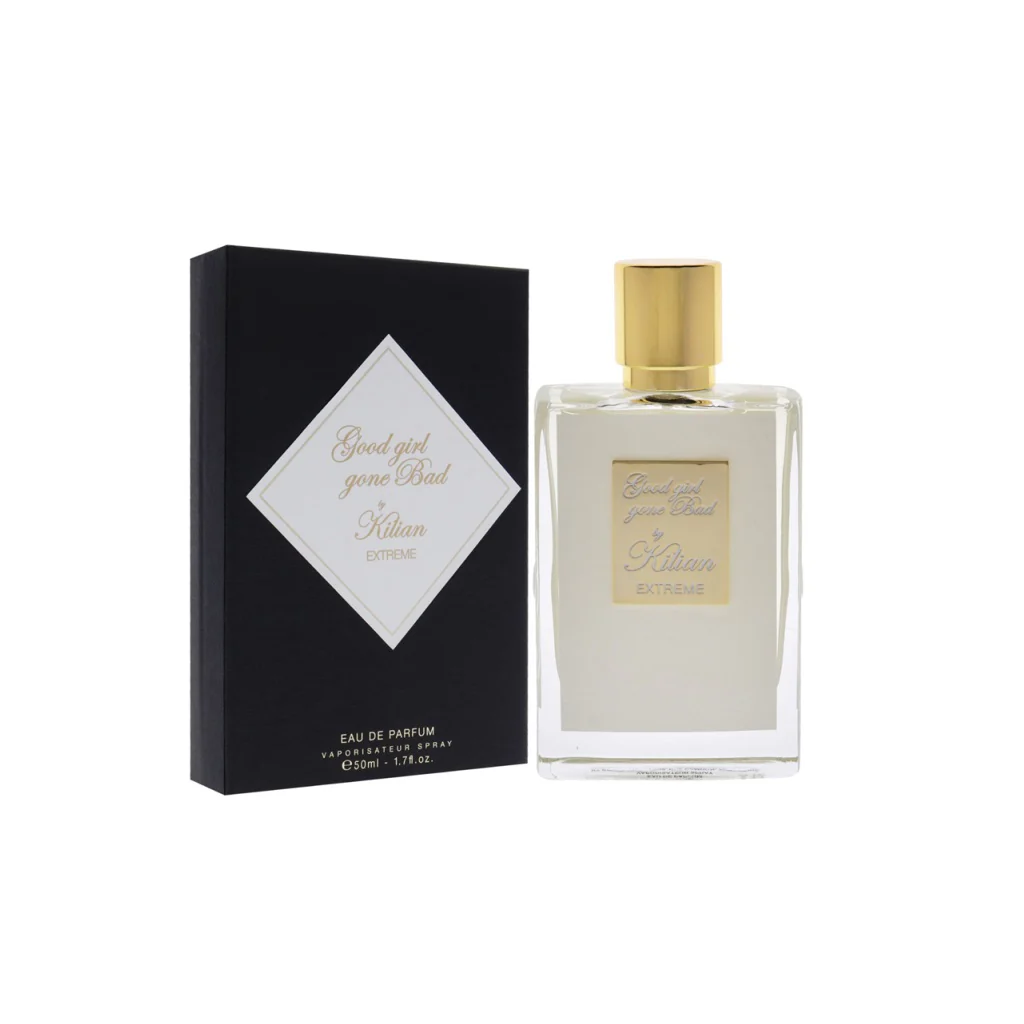 Good girl
gone Bad
by
Kilian
EXTREME
EAU DE PARFUM
VAPORISATEUR SPRAY
℮50ml - 1.7fl.oz.
Good girl
gone Bad
by
Kilian
EXTREME